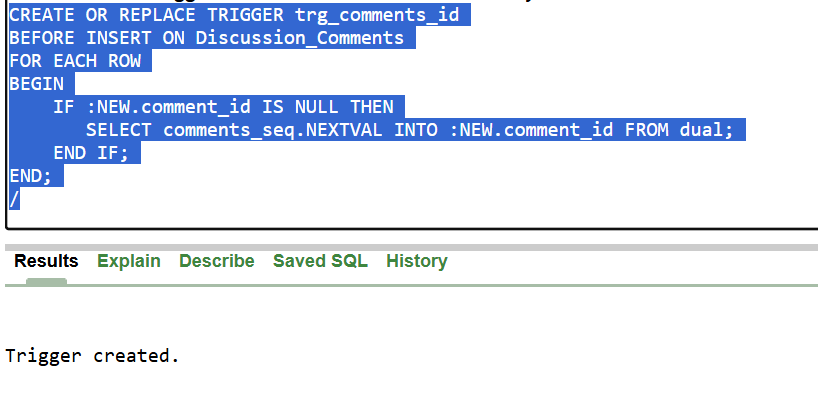 CREATE OR REPLACE TRIGGER trg_comments_id
BEFORE INSERT ON Discussion_Comments
FOR EACH ROW
BEGIN
    IF :NEW.comment_id IS NULL THEN
       SELECT comments_seq.NEXTVAL INTO :NEW.comment_id FROM dual;
    END IF;
END;
/
Results Explain Describe Saved SQL History
Trigger created.